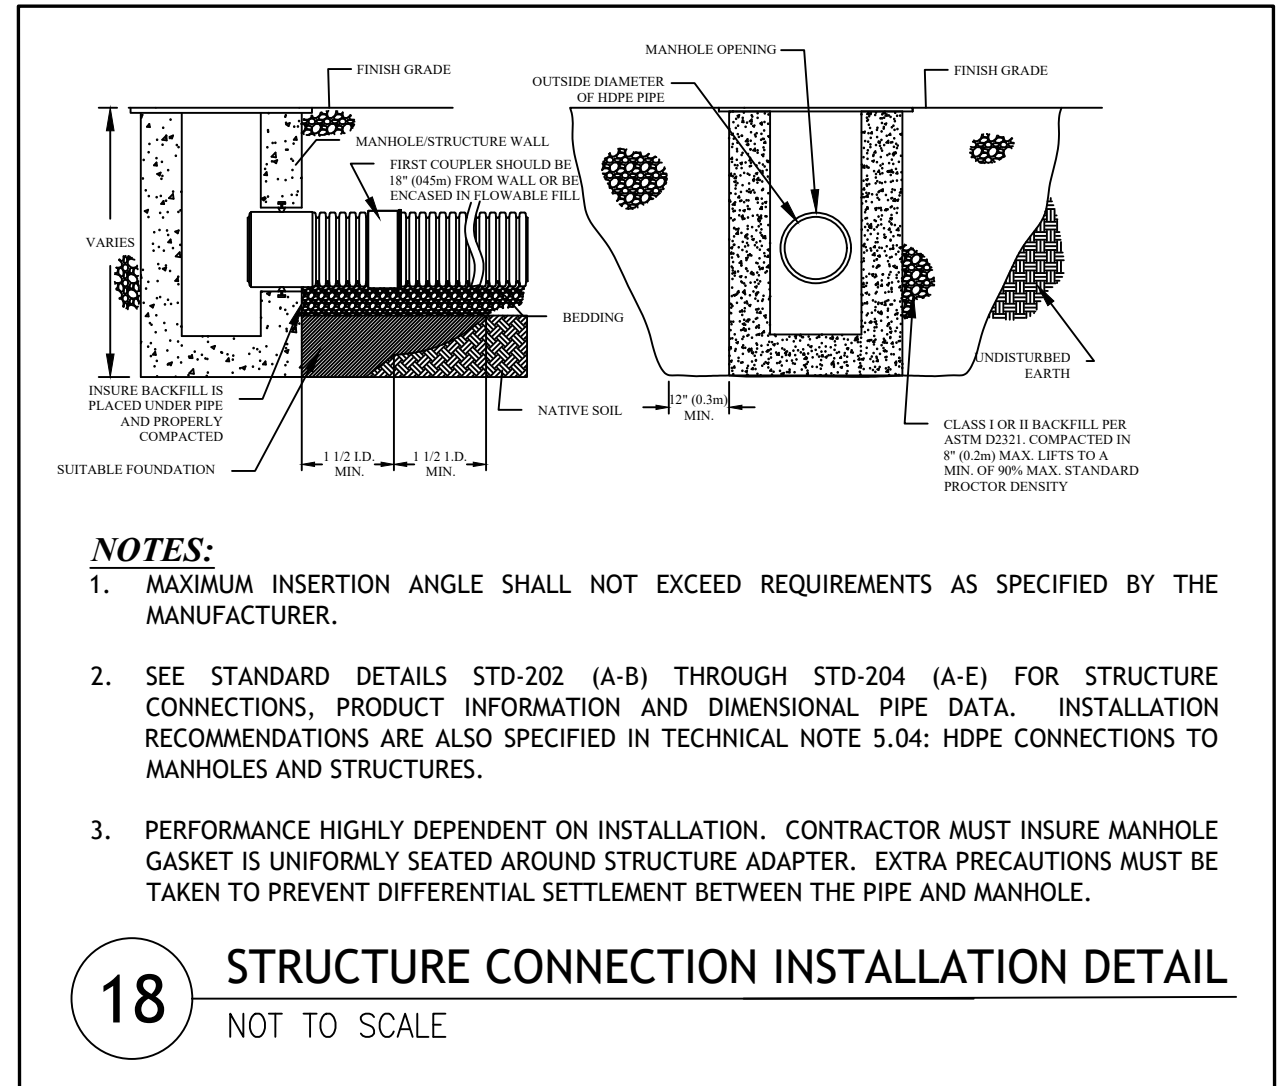 FINISH GRADE
MANHOLE/STRUCTURE WALL
FIRST COUPLER SHOULD BE
18" (045m) FROM WALL OR BE
ENCASED IN FLOWABLE FILL
VARIES
BEDDING
INSURE BACKFILL IS
PLACED UNDER PIPE
AND PROPERLY
COMPACTED
NATIVE SOIL
SUITABLE FOUNDATION
1 1/2 I.D.
MIN.
1 1/2 1.D.
MIN.
MANHOLE OPENING
OUTSIDE DIAMETER
OF HDPE PIPE
FINISH GRADE
UNDISTURBED
EARTH
12" (0.3m)
MIN.
CLASS I OR II BACKFILL PER
ASTM D2321. COMPACTED IN
8" (0.2m) MAX. LIFTS TO A
MIN. OF 90% MAX. STANDARD
PROCTOR DENSITY
NOTES:
1. MAXIMUM INSERTION ANGLE SHALL NOT EXCEED REQUIREMENTS AS SPECIFIED BY THE
MANUFACTURER.
2. SEE STANDARD DETAILS STD-202 (A-B) THROUGH STD-204 (A-E) FOR STRUCTURE
CONNECTIONS, PRODUCT INFORMATION AND DIMENSIONAL PIPE DATA. INSTALLATION
RECOMMENDATIONS ARE ALSO SPECIFIED IN TECHNICAL NOTE 5.04: HDPE CONNECTIONS TO
MANHOLES AND STRUCTURES.
3. PERFORMANCE HIGHLY DEPENDENT ON INSTALLATION. CONTRACTOR MUST INSURE MANHOLE
GASKET IS UNIFORMLY SEATED AROUND STRUCTURE ADAPTER. EXTRA PRECAUTIONS MUST BE
TAKEN TO PREVENT DIFFERENTIAL SETTLEMENT BETWEEN THE PIPE AND MANHOLE.
18
STRUCTURE CONNECTION INSTALLATION DETAIL
NOT TO SCALE